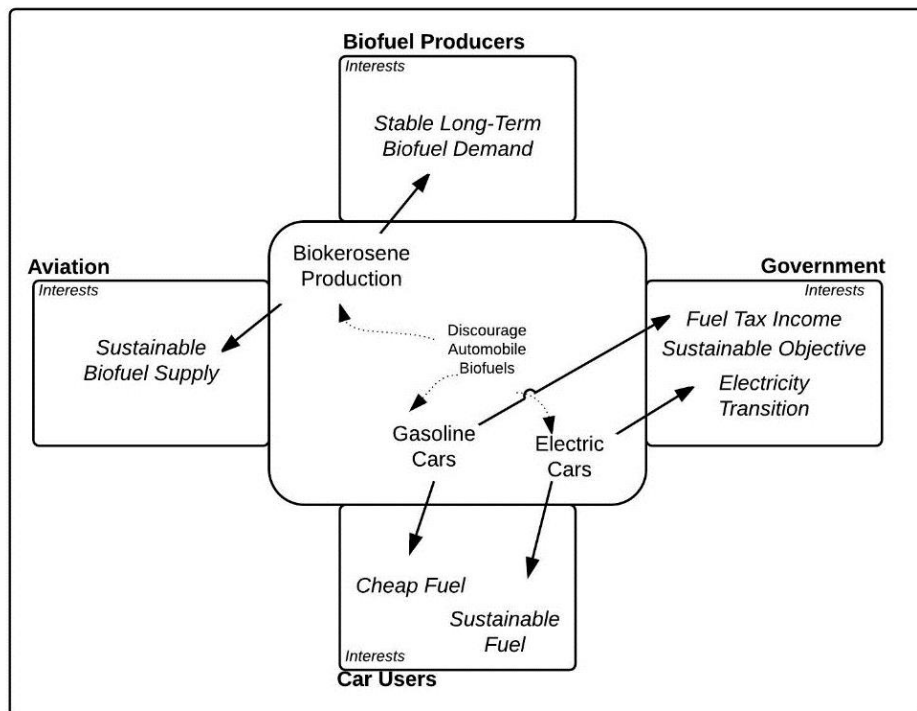 Biofuel Producers
Interests
Stable Long-Term
Biofuel Demand
Aviation
Interests
Sustainable
Biofuel Supply
Biokerosene
Production
Discourage
Automobile
Biofuels
Gasoline
Cars
Electric
Cars
Government
Interests
Fuel Tax Income
Sustainable Objective
Electricity
Transition
Cheap Fuel
Sustainable
Fuel
Interests
Car Users